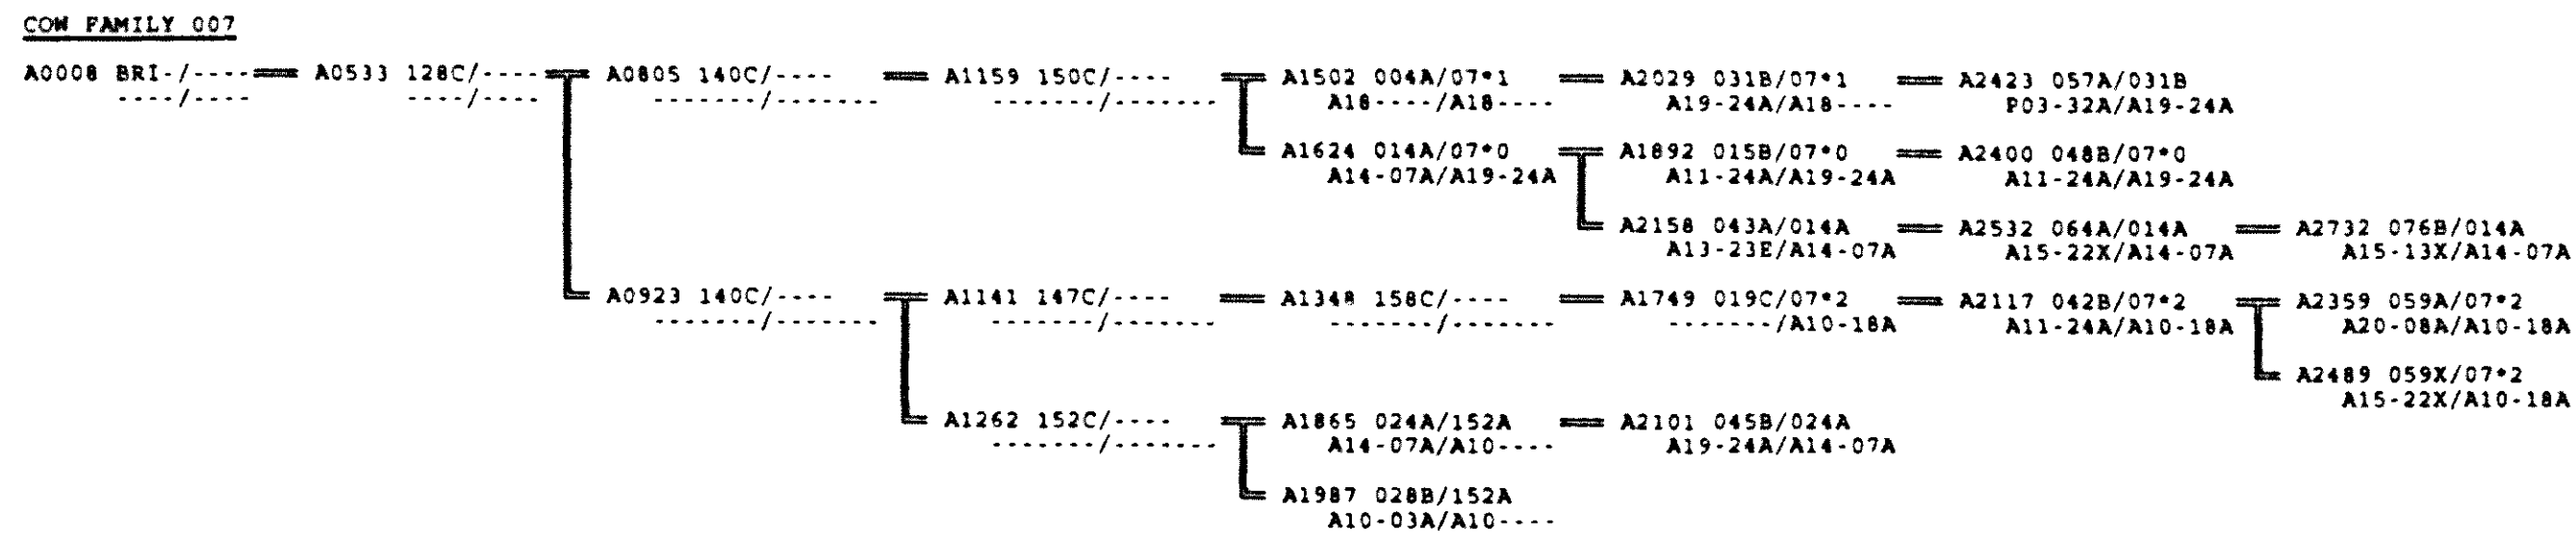 COW FAMILY 007
A0008 BRI-/---- A0533 128C/---- A0805 140C/---- A1159 150C/---- A1502 004A/07*1 A2029 031B/07*1 A2423 057A/031B
----/---- ----/---- -------/------- -------/------- A18----/A18---- A19-24A/A18---- P03-32A/A19-24A
A1624 014A/07*0 A1892 015B/07*0 A2400 048B/07*0
A14-07A/A19-24A A11-24A/A19-24A A11-24A/A19-24A
A2158 043A/014A A2532 064A/014A A2732 076B/014A
A13-23E/A14-07A A15-22X/A14-07A A15-13X/A14-07A
A0923 140C/---- A1141 147C/---- A1348 158C/---- A1749 019C/07*2 A2117 042B/07*2 A2359 059A/07*2
-------/------- -------/------- -------/------- -------/A10-18A A11-24A/A10-18A A20-08A/A10-18A
A2489 059X/07*2
A15-22X/A10-18A
A1262 152C/---- A1865 024A/152A A2101 045B/024A
-------/------- A14-07A/A10---- A19-24A/A14-07A
A1987 028B/152A
A10-03A/A10----